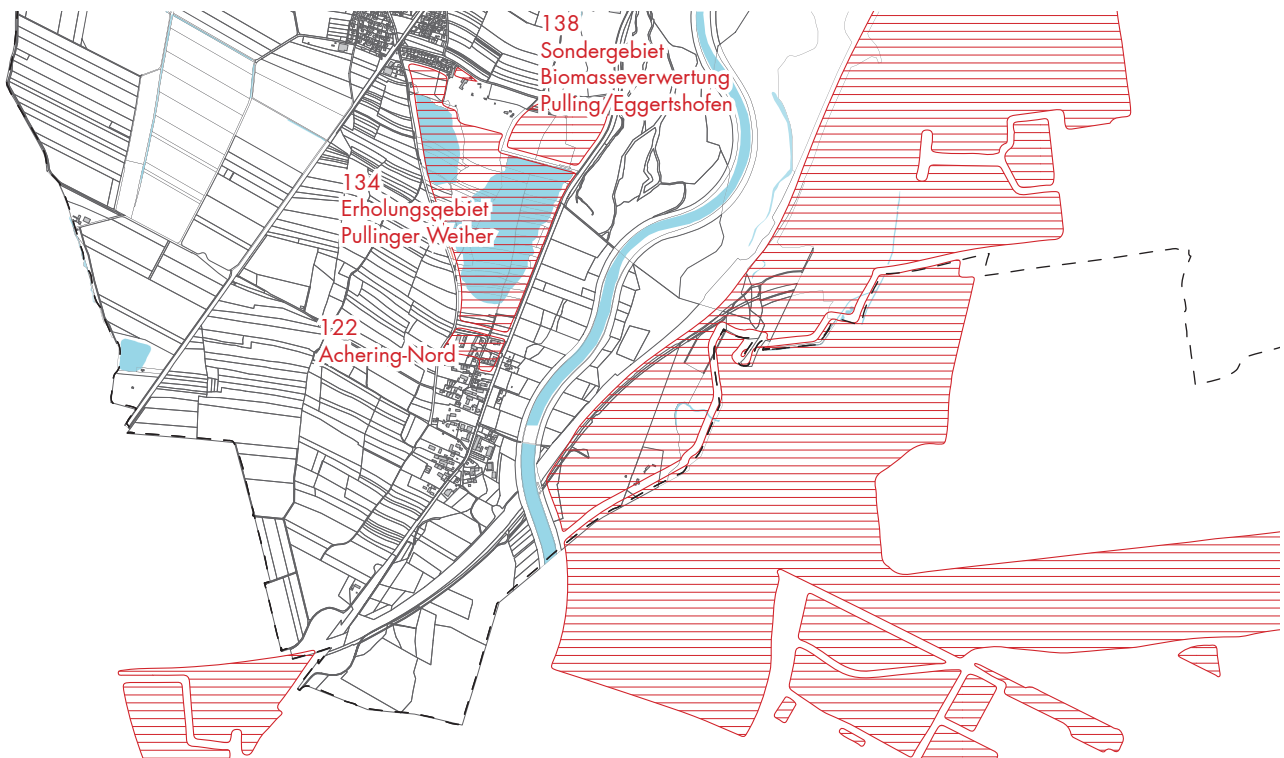 138
Sondergebiet
Biomasseverwertung
Pulling/Eggertshofen
134
Erholungsgebiet
Pullinger Weiher
122
Achering-Nord